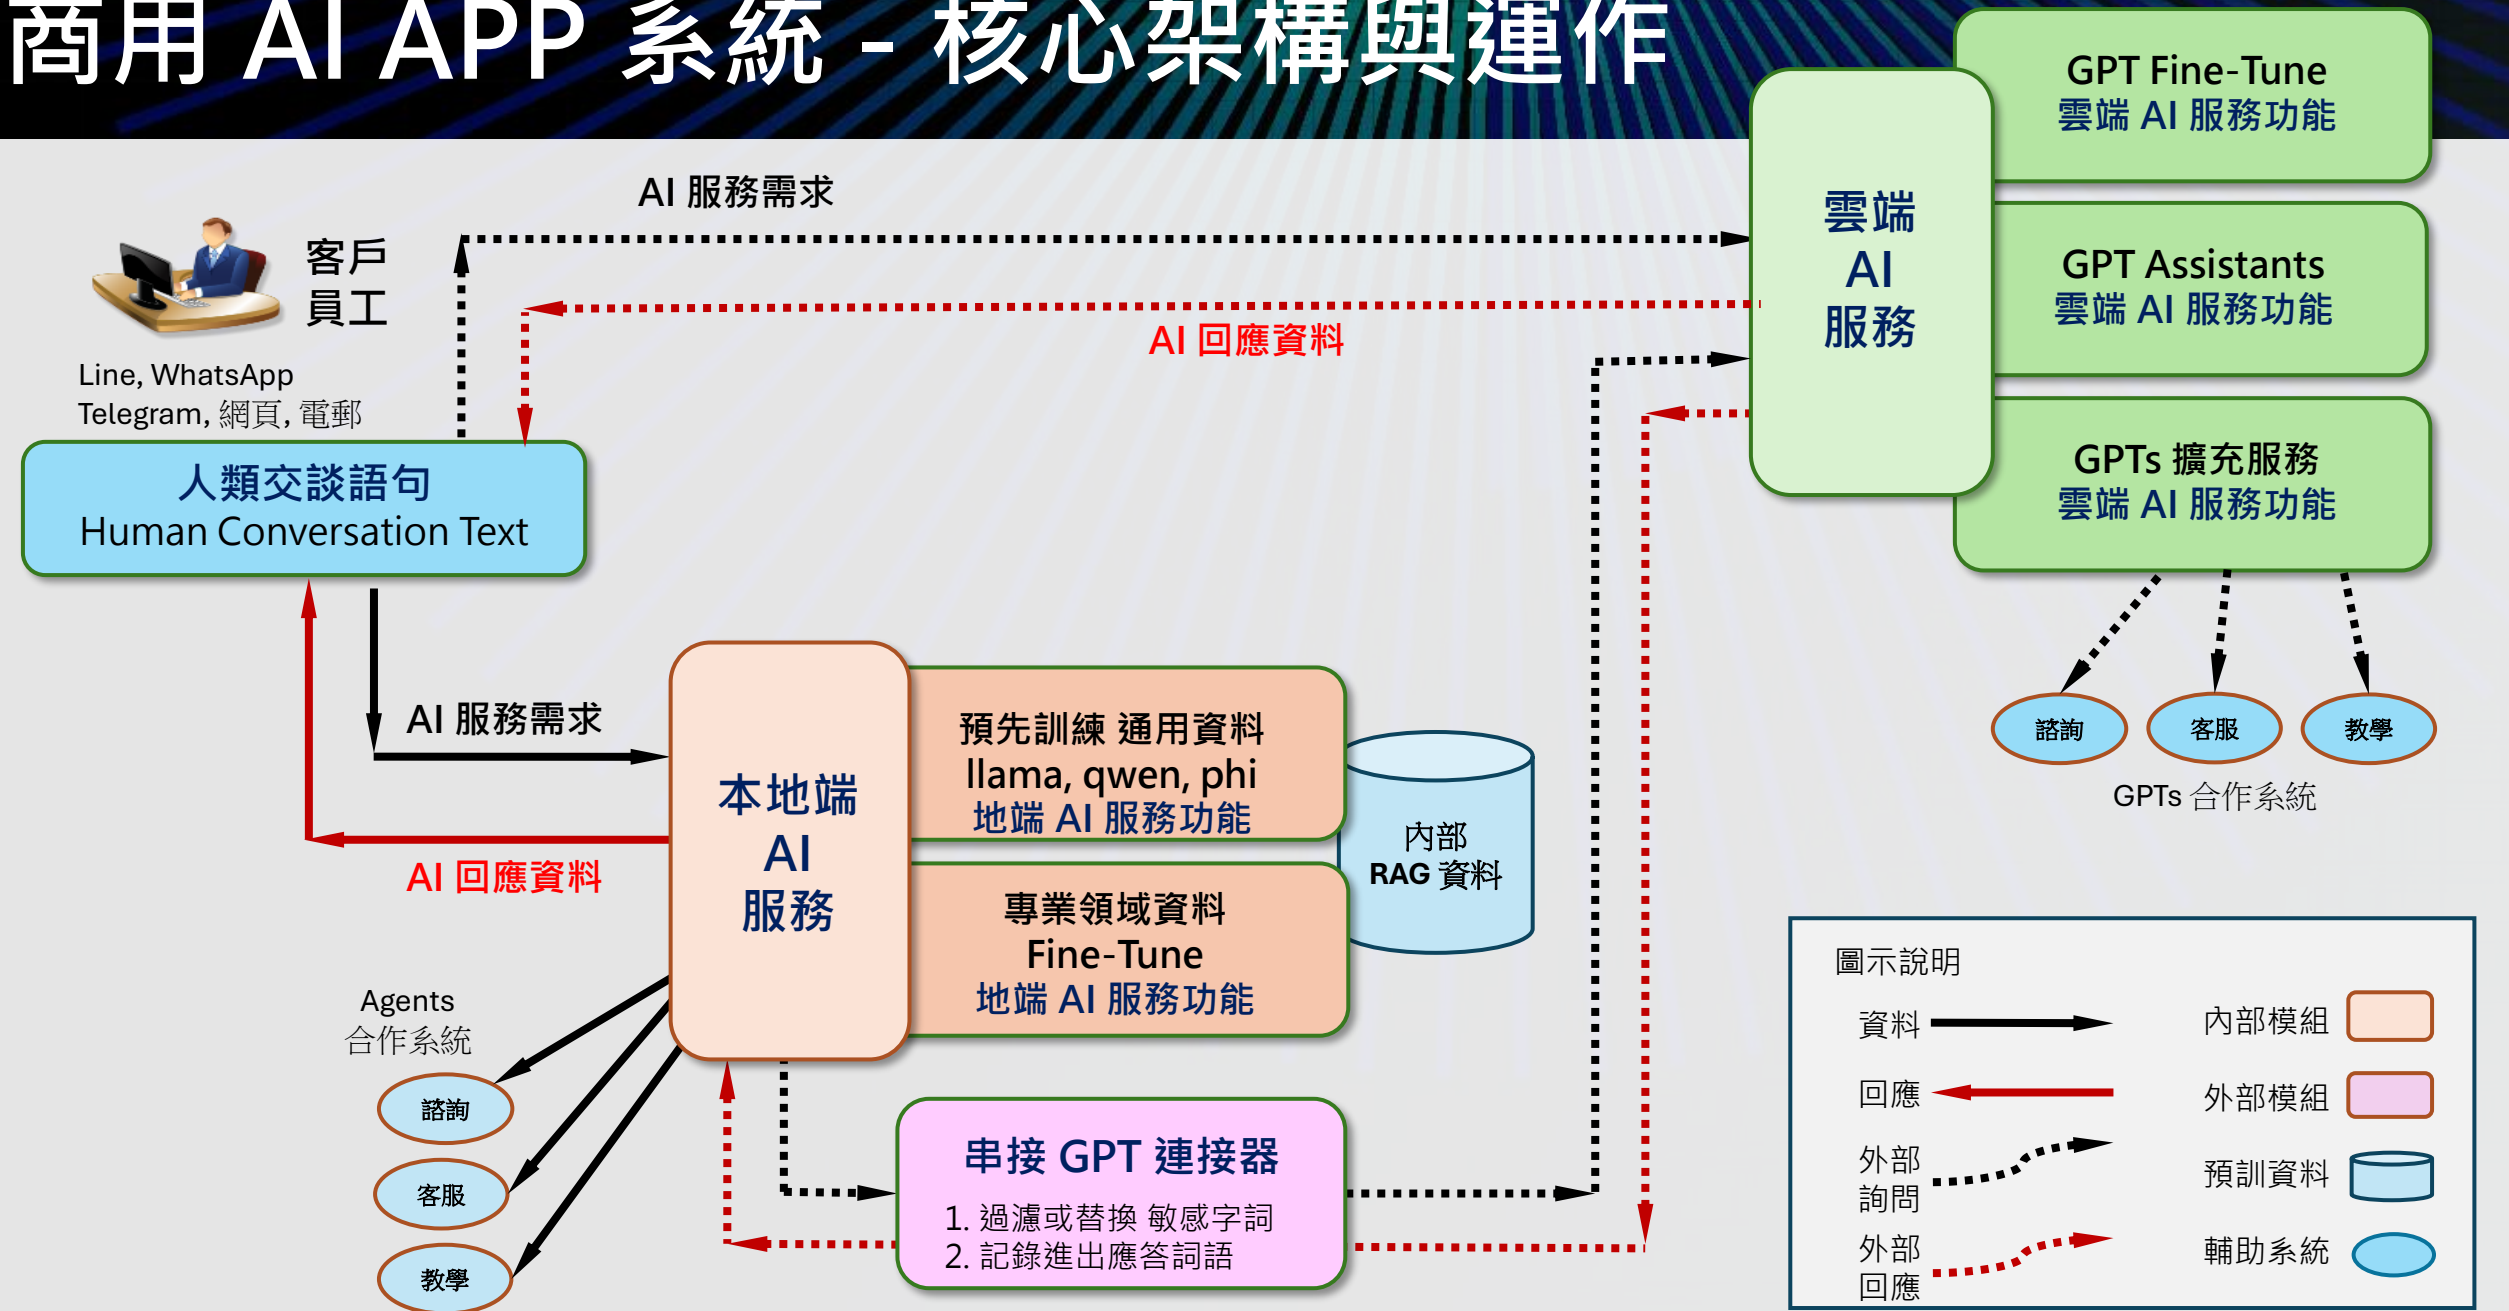 商用 AI APP 系統 - 核心架構與運作
GPT Fine-Tune
雲端 AI 服務功能
雲端
AI
服務
GPT Assistants
雲端 AI 服務功能
GPTs 擴充服務
雲端 AI 服務功能
諮詢
客服
教學
GPTs 合作系統
AI 服務需求
AI 回應資料
客戶
員工
Line, WhatsApp
Telegram, 網頁, 電郵
人類交談語句
Human Conversation Text
AI 服務需求
AI 回應資料
本地端
AI
服務
預先訓練 通用資料
llama, qwen, phi
地端 AI 服務功能
專業領域資料
Fine-Tune
地端 AI 服務功能
內部
RAG 資料
Agents
合作系統
諮詢
客服
教學
串接 GPT 連接器
1. 過濾或替換 敏感字詞
2. 記錄進出應答詞語
圖示說明
資料
回應
外部
詢問
外部
回應
內部模組
外部模組
預訓資料
輔助系統